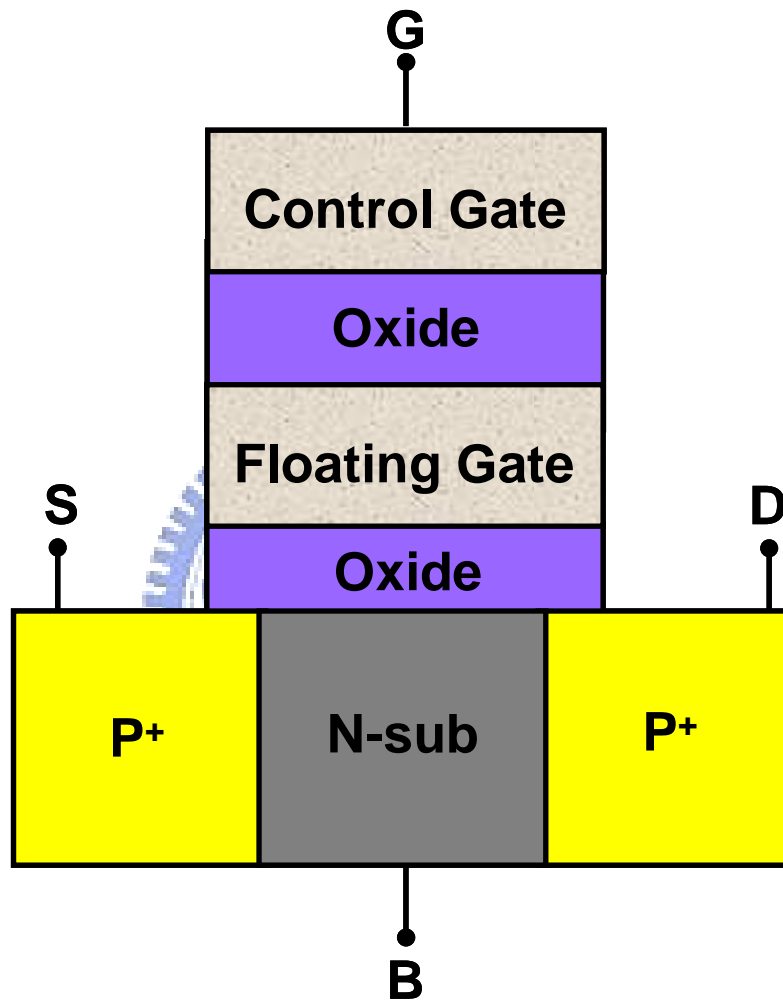 G
Control Gate
Oxide
Floating Gate
S
D
Oxide
P+
N-sub
P+
B